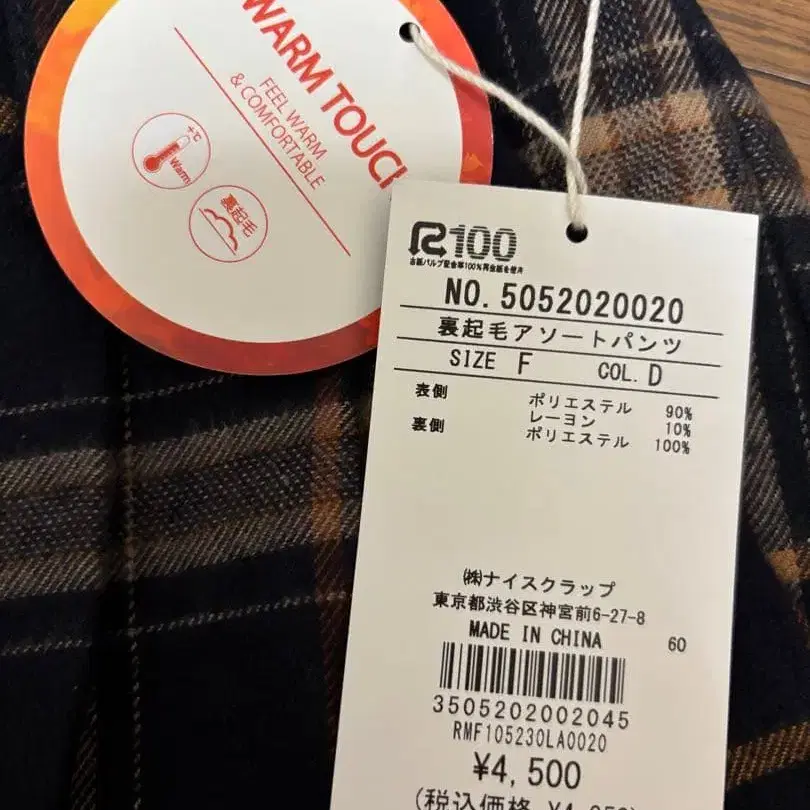 WARM TOUCH
FEEL WARM
& COMFORTABLE
+℃
Warm
裏起毛
R100
古紙パルプ配合率100%再生紙を使用
NO. 5052020020
裏起毛アソートパンツ
SIZE F COL. D
表側 ポリエステル 90%
レーヨン 10%
裏側 ポリエステル 100%
㈱ナイスクラップ
東京都渋谷区神宮前6-27-8
MADE IN CHINA 60
3505202002045
RMF105230LA0020
¥4,500
(税込価格